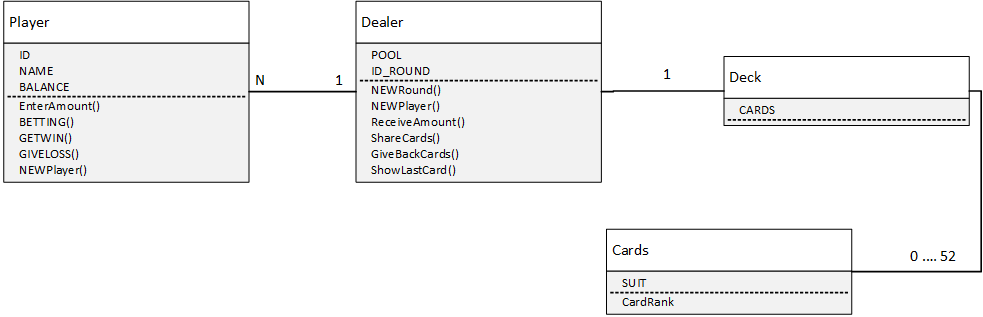 Player
ID
NAME
BALANCE
EnterAmount()
BETTING()
GETWIN()
GIVELOSS()
NEWPlayer()
N
1
Dealer
POOL
ID_ROUND
NEWRound()
NEWPlayer()
ReceiveAmount()
ShareCards()
GiveBackCards()
ShowLastCard()
1
Deck
CARDS
0 .... 52
Cards
SUIT
CardRank